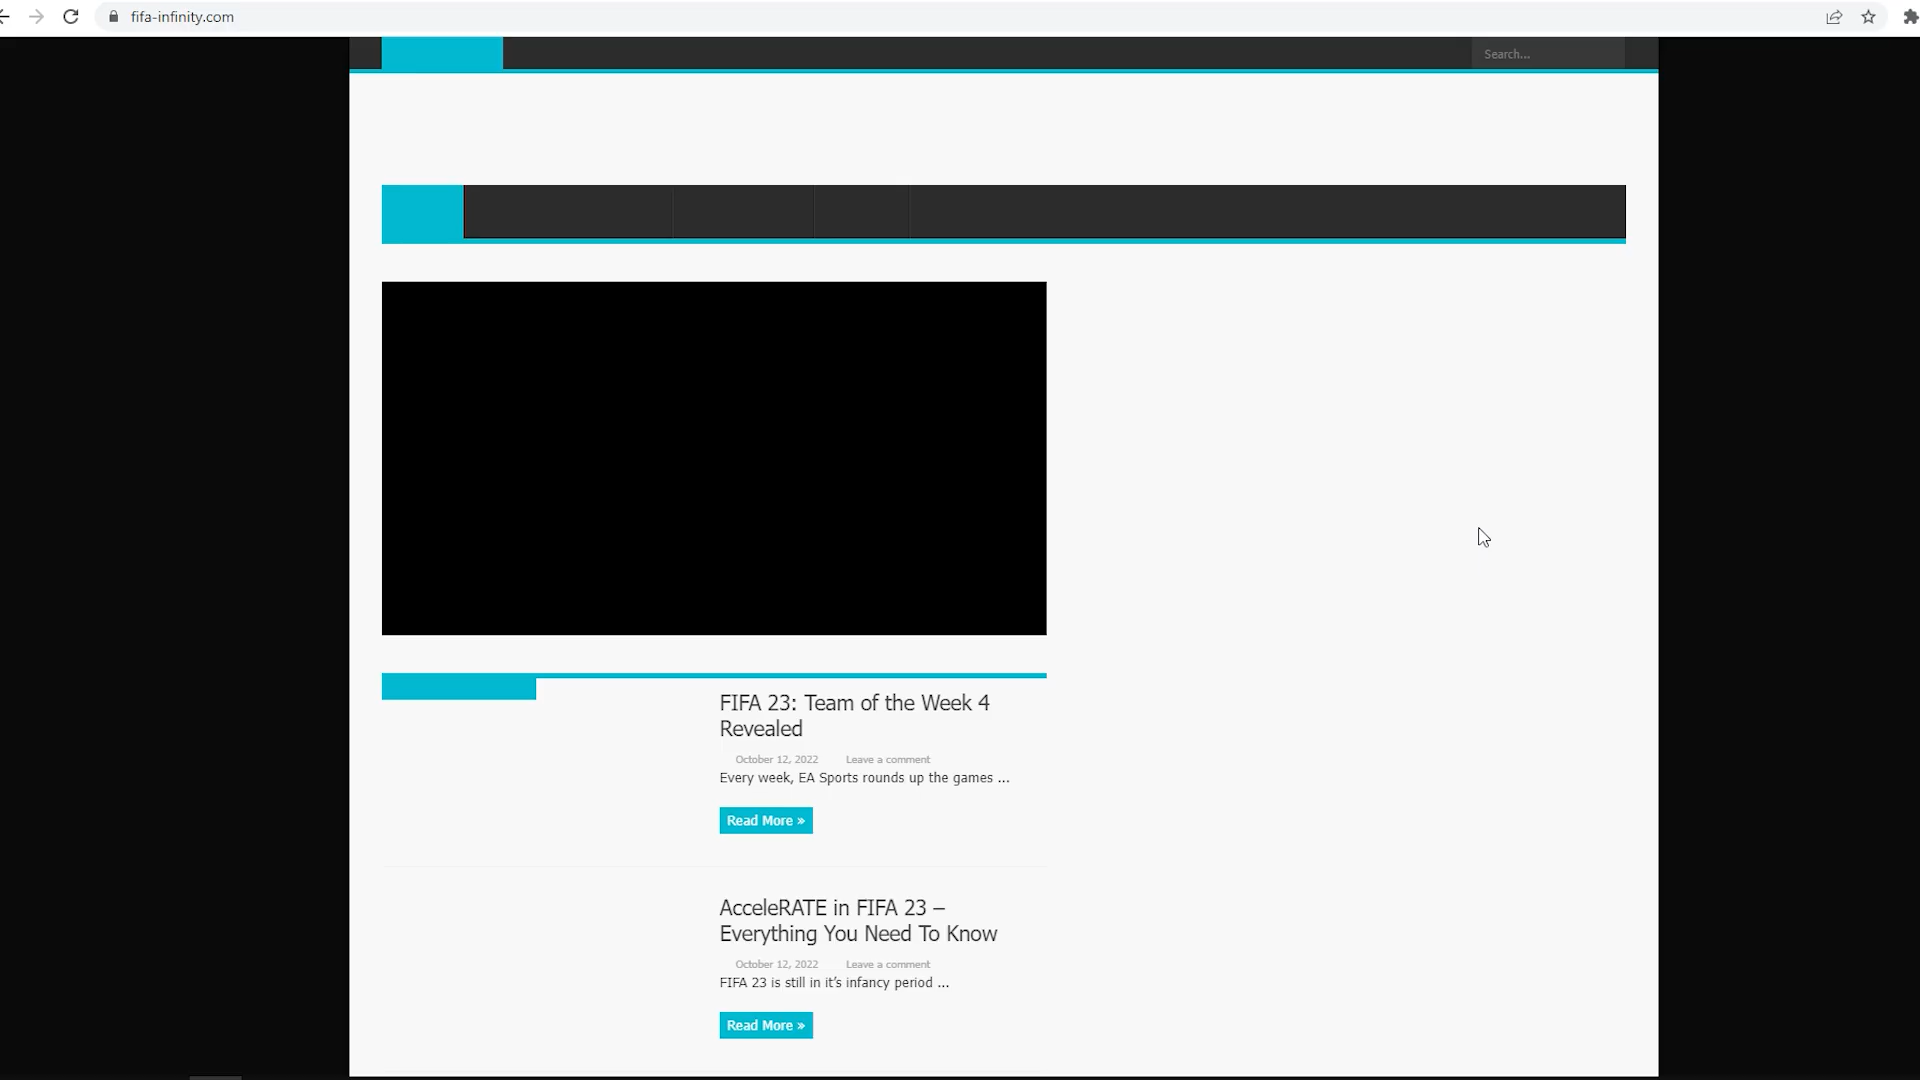 fifa-infinity.com
Search...
FIFA 23: Team of the Week 4
Revealed
October 12, 2022 Leave a comment
Every week, EA Sports rounds up the games ...
Read More »
AcceleRATE in FIFA 23 –
Everything You Need To Know
October 12, 2022 Leave a comment
FIFA 23 is still in it’s infancy period ...
Read More »